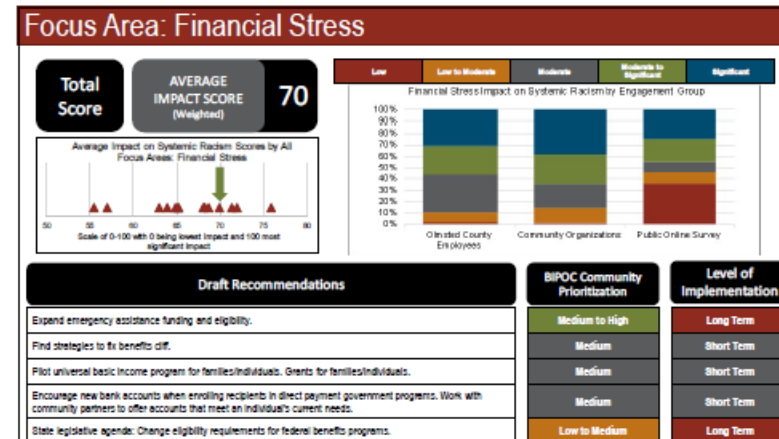 Focus Area: Financial Stress
Total
Score
AVERAGE
IMPACT SCORE
(Weighted)
70
Average Impact on Systemic Racism Scores by All
Focus Areas: Financial Stress
50 55 60 65 70 75 80
Scale of 0-100 with 0 being lowest impact and 100 most
significant impact
Low
Low to Moderate
Moderate
Moderate to
Significant
Significant
Financial Stress Impact on Systemic Racism by Engagement Group
100%
90%
80%
70%
60%
50%
40%
30%
20%
10%
0%
Olmsted County
Employees
Community Organizations
Public Online Survey
Draft Recommendations
BIPOC Community
Prioritization
Level of
Implementation
Expand emergency assistance funding and eligibility.
Medium to High
Long Term
Find strategies to fix benefits cliff.
Medium
Short Term
Pilot universal basic income program for families/individuals. Grants for families/individuals.
Medium
Short Term
Encourage new bank accounts when enrolling recipients in direct payment government programs. Work with
community partners to offer accounts that meet an individual's current needs.
Medium
Short Term
State legislative agenda: Change eligibility requirements for federal benefits programs.
Low to Medium
Long Term